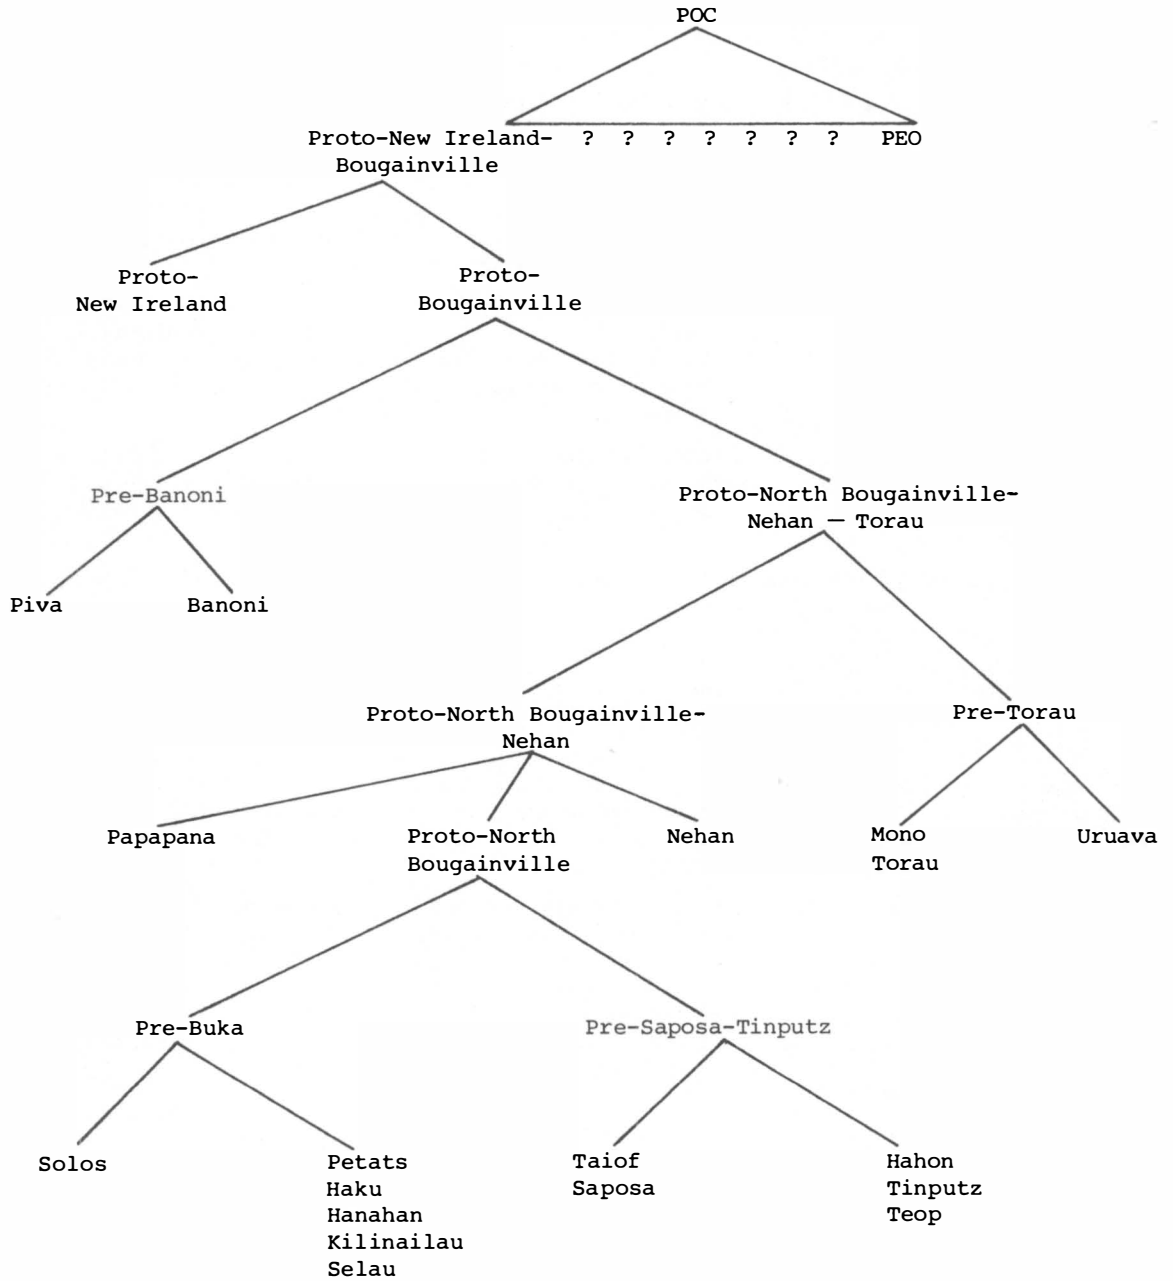 POC
Proto-New Ireland- ? ? ? ? ? ? ? PEO
Bougainville
Proto-
New Ireland
Proto-
Bougainville
Pre-Banoni
Proto-North Bougainville-
Nehan — Torau
Piva
Banoni
Proto-North Bougainville-
Nehan
Pre-Torau
Papapana
Proto-North
Bougainville
Nehan
Mono
Torau
Uruava
Pre-Buka
Pre-Saposa-Tinputz
Solos
Petats
Haku
Hanahan
Kilinailau
Selau
Taiof
Saposa
Hahon
Tinputz
Teop